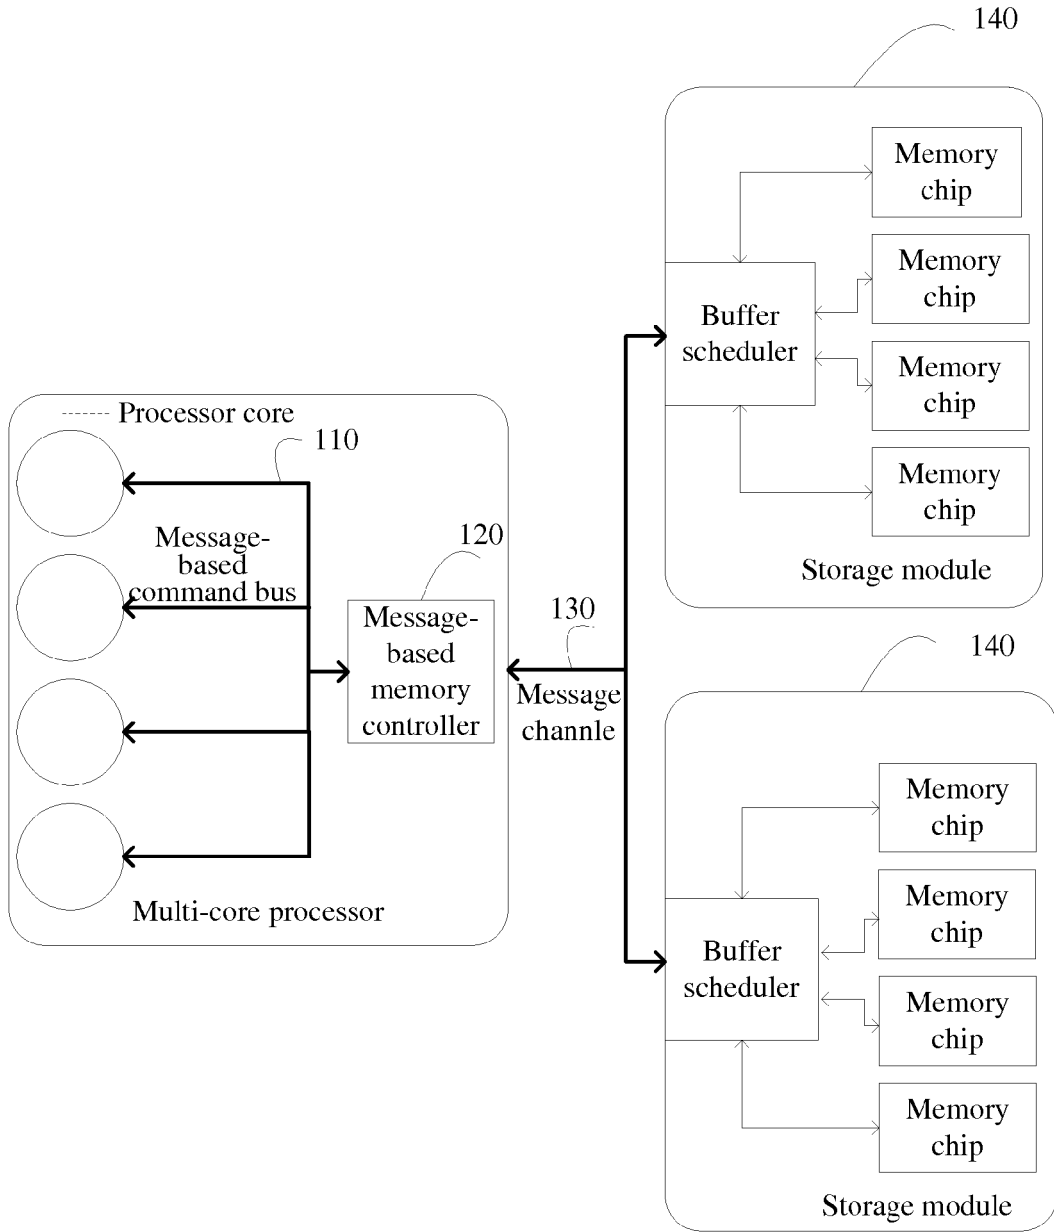 140
Memory
chip
Memory
chip
Buffer
scheduler
Memory
chip
Memory
chip
Storage module
Processor core
110
Message-
based
command bus
120
Message-
based
memory
controller
130
Message
channle
Multi-core processor
140
Memory
chip
Memory
chip
Buffer
scheduler
Memory
chip
Memory
chip
Storage module